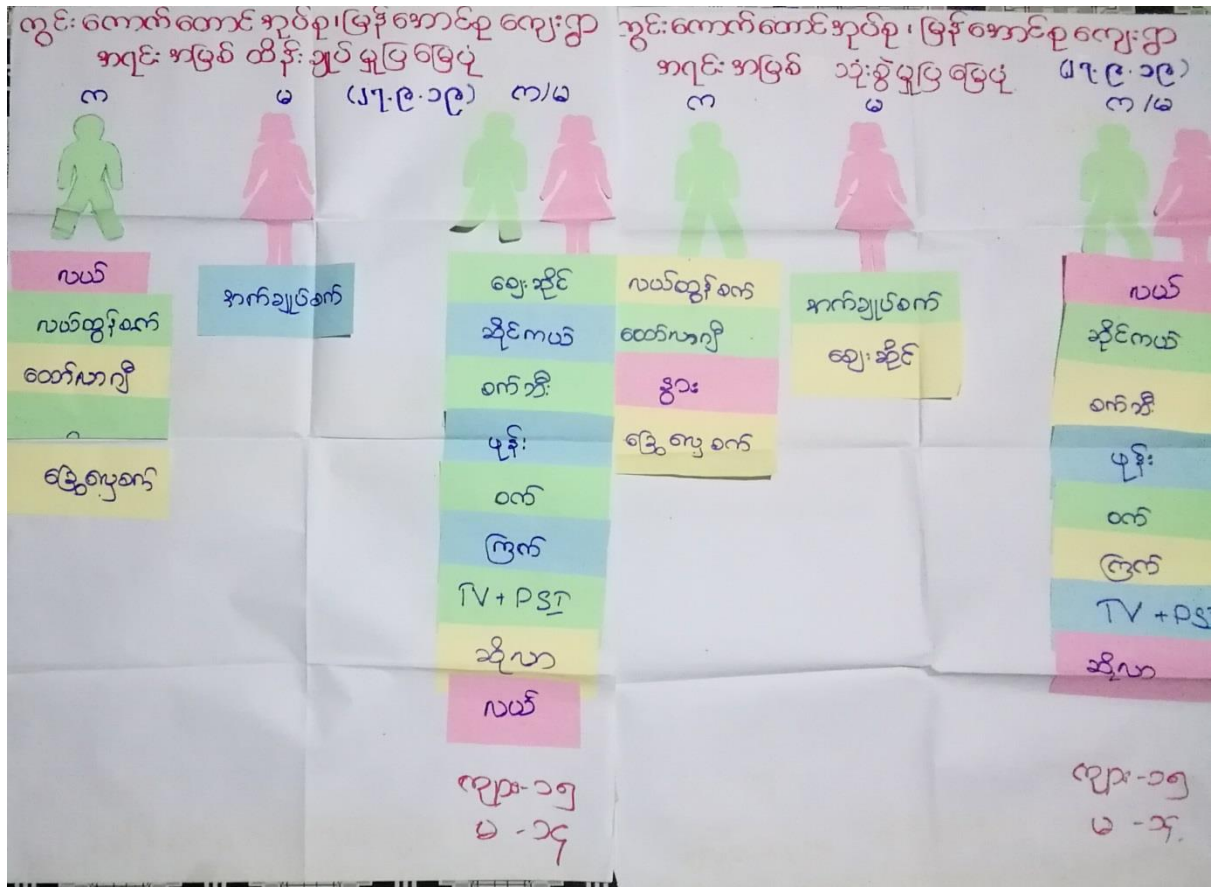 ကွင်းကောက်တောင်အုပ်စု၊မြန်အောင်စုကျေးရွာ
အရင်းအမြစ် ထိန်းချုပ်မှုပြမြေပုံ
က
မ
(၂၇.၉.၁၉)
က/မ
လယ်
လယ်ထွန်စက်
ထော်လာဂျီ
ခြွေလှေ့စက်
အက်ချုပ်စက်
ဈေးဆိုင်
ဆိုင်ကယ်
စက်ဘီး
ဖုန်း
ဝက်
ကြက်
TV + PSI
ဆိုလာ
လယ်
ကျား-၁၅
မ -၁၄
ကွင်းကောက်တောင်အုပ်စု၊မြန်အောင်စုကျေးရွာ
အရင်းအမြစ် သုံးစွဲမှုပြမြေပုံ
(၂၇.၉.၁၉)
က
မ
က/မ
လယ်ထွန်စက်
ထော်လာဂျီ
နွား
ခြွေလှေ့စက်
အက်ချုပ်စက်
ဈေးဆိုင်
လယ်
ဆိုင်ကယ်
စက်ဘီး
ဖုန်း
ဝက်
ကြက်
TV + PS
ဆိုလာ
ကျား-၁၅
မ -၁၄.